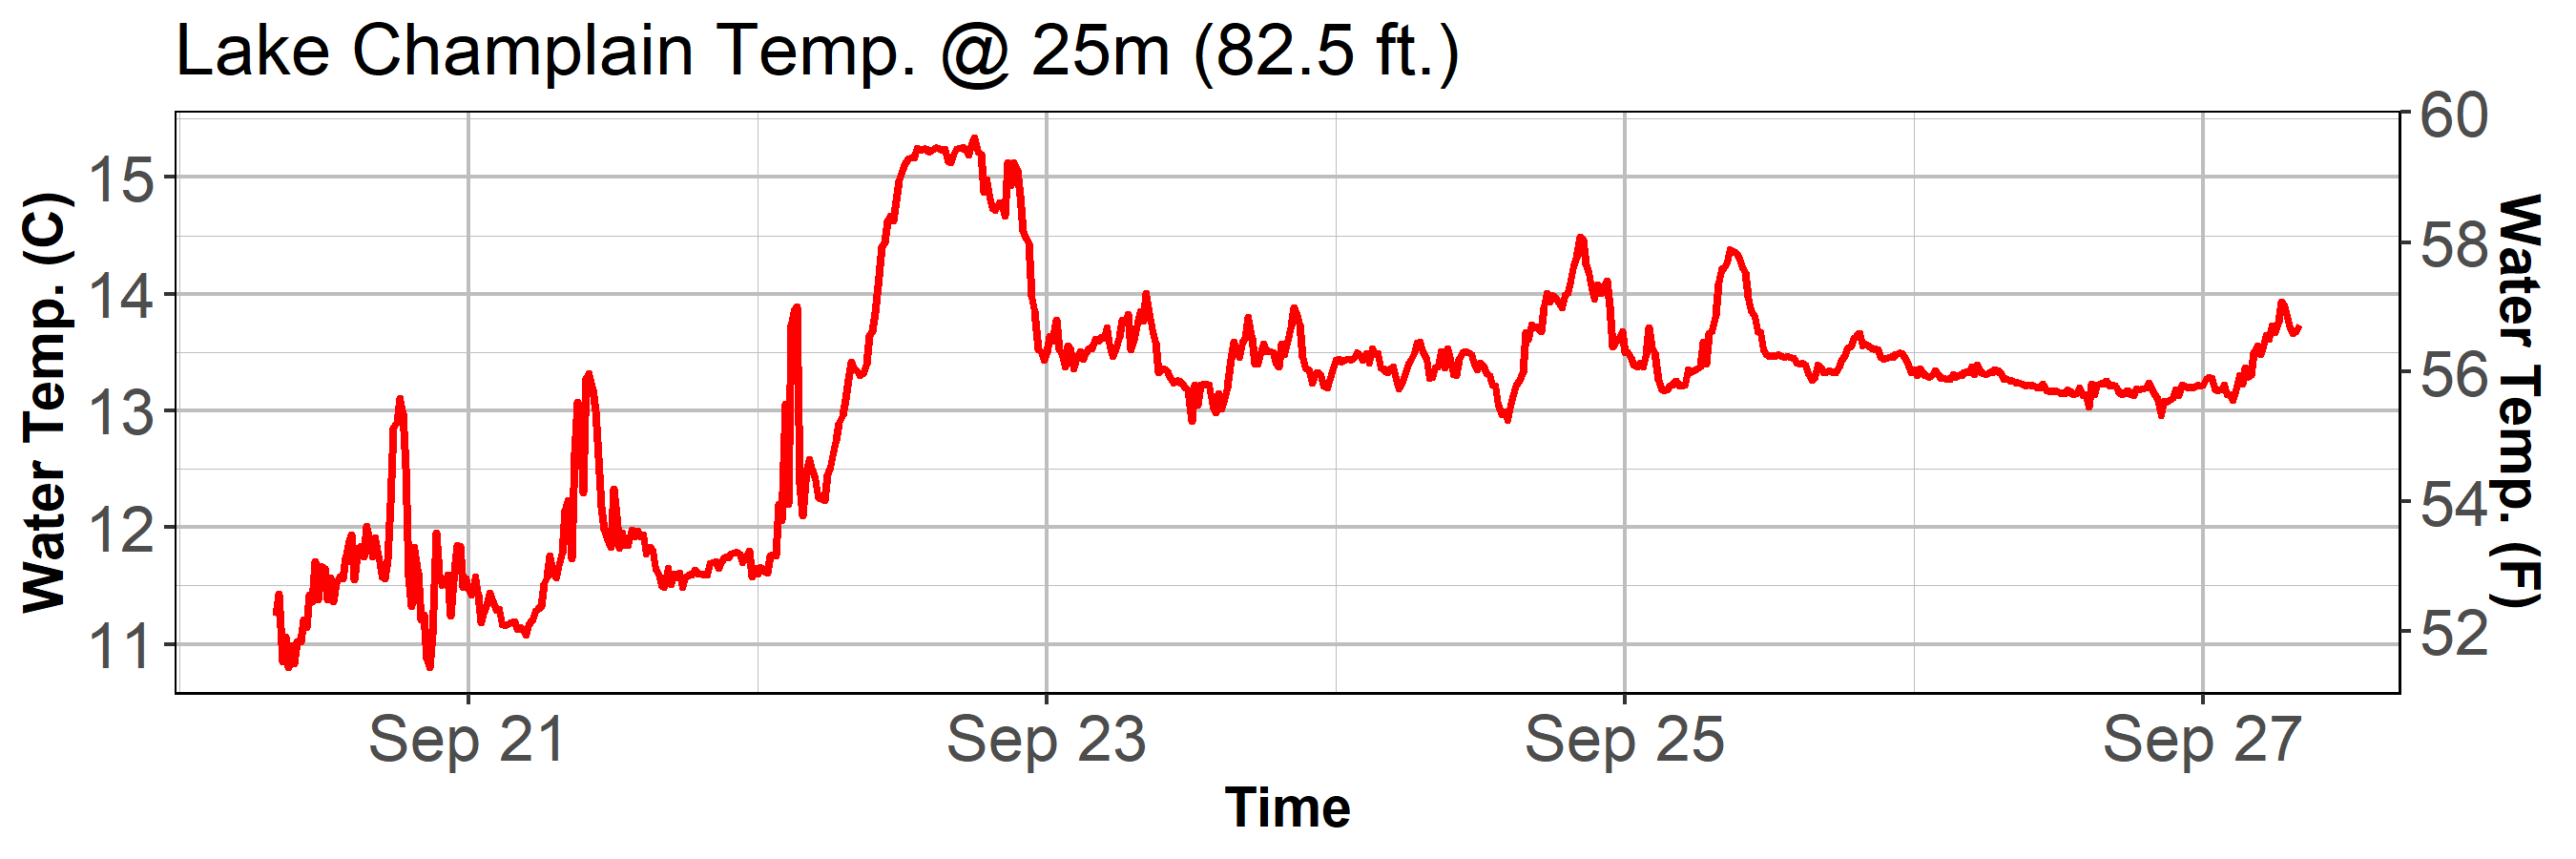 Lake Champlain Temp. @ 25m (82.5 ft.)
Water Temp. (C)
15
14
13
12
11
60
58
56
54
52
Water Temp. (F)
Sep 21
Sep 23
Sep 25
Sep 27
Time